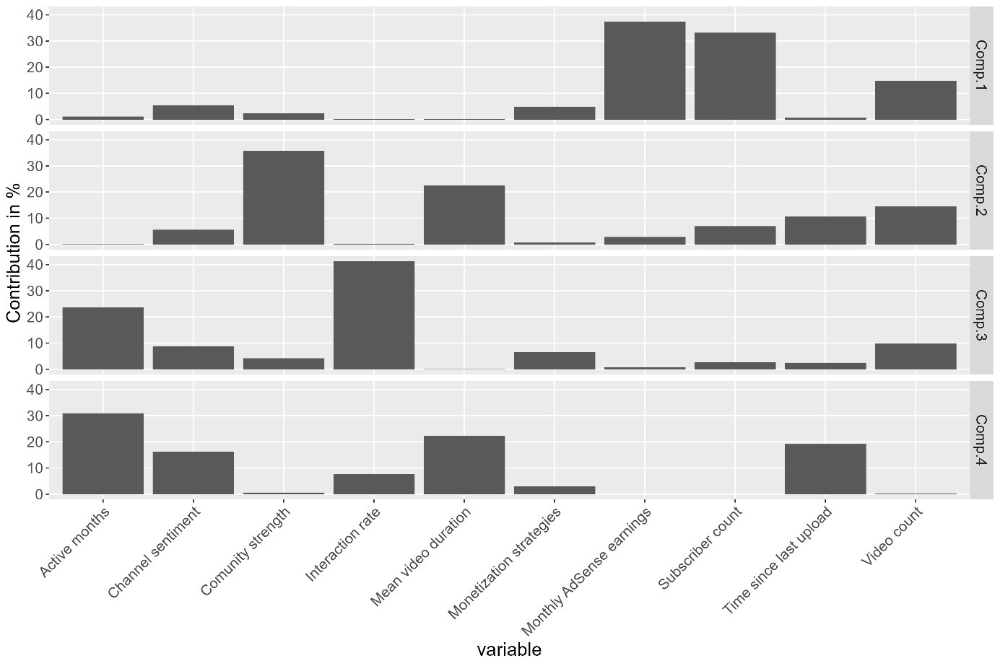 Contribution in %
40
30
20
10
0
Comp.1
40
30
20
10
0
Comp.2
40
30
20
10
0
Comp.3
40
30
20
10
0
Comp.4
Active months
Channel sentiment
Comunity strength
Interaction rate
Mean video duration
Monetization strategies
Monthly AdSense earnings
Subscriber count
Time since last upload
Video count
variable